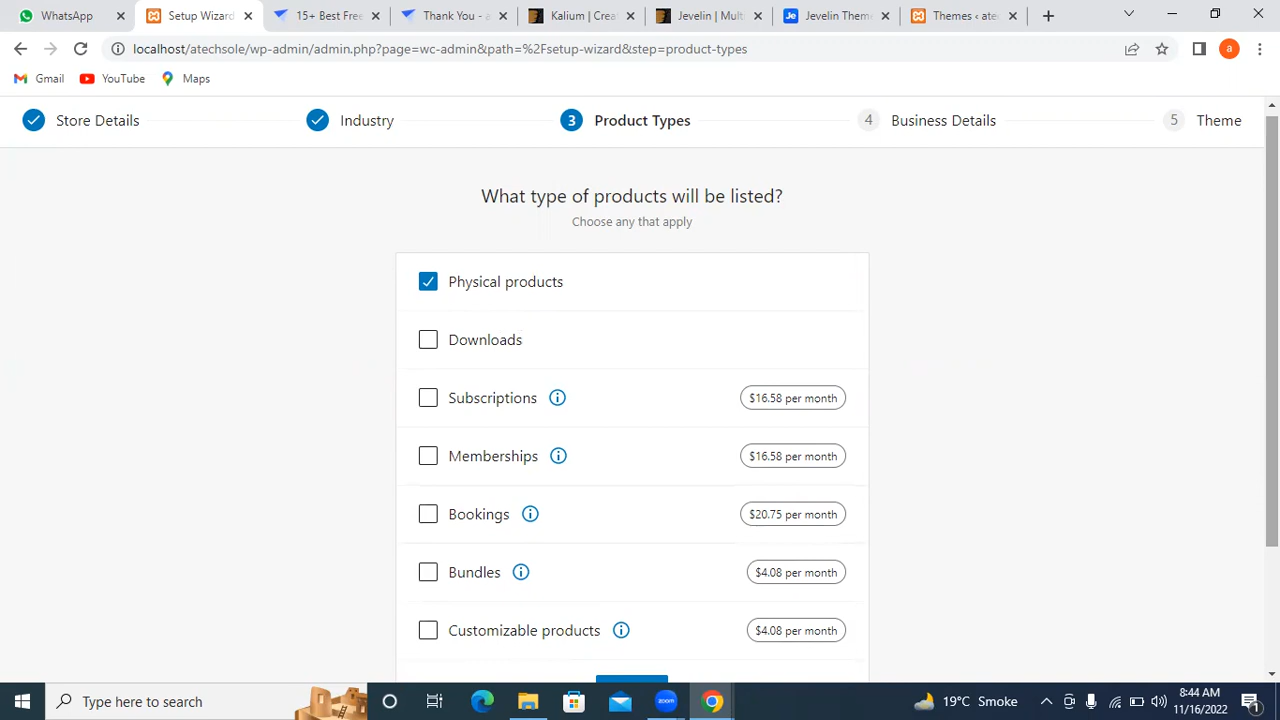 WhatsApp
Setup Wizard
15+ Best Free
Thank You - a
Kalium | Crea
Jevelin | Mult
Jevelin Theme
Themes ‹ ate
localhost/atechsole/wp-admin/admin.php?page=wc-admin&path=%2Fsetup-wizard&step=product-types
a
Gmail
YouTube
Maps
Store Details
Industry
3 Product Types
4 Business Details
5 Theme
What type of products will be listed?
Choose any that apply
Physical products
Downloads
Subscriptions $16.58 per month
Memberships $16.58 per month
Bookings $20.75 per month
Bundles $4.08 per month
Customizable products $4.08 per month
Type here to search
zoom
19°C Smoke
8:44 AM
11/16/2022
1